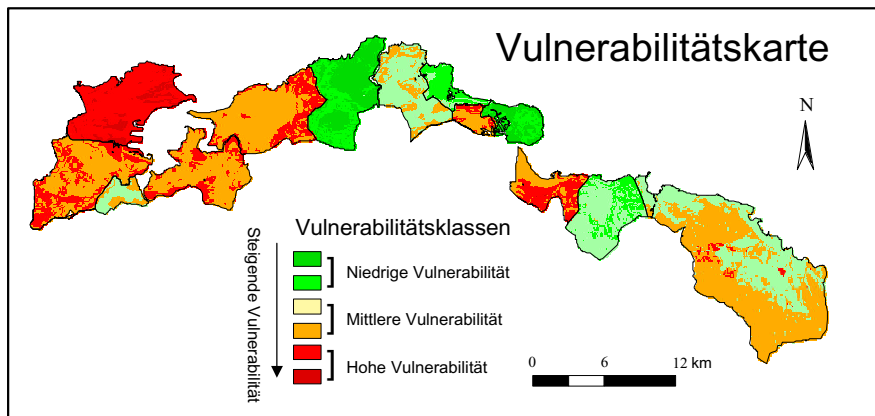 Vulnerabilitätskarte
N
Vulnerabilitätsklassen
Steigende Vulnerabilität
Niedrige Vulnerabilität
Mittlere Vulnerabilität
Hohe Vulnerabilität
0 6 12 km